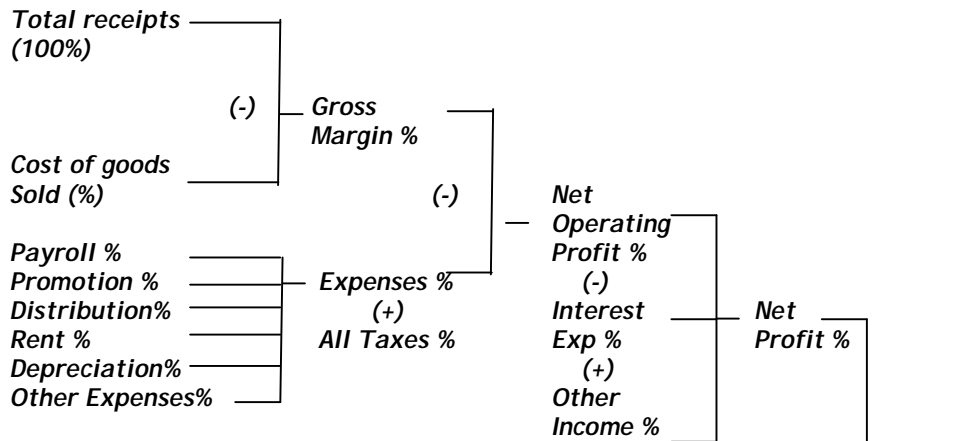 Total receipts
(100%)
(-)
Gross
Margin %
Cost of goods
Sold (%)
(-)
Net
Operating
Profit %
(-)
Interest
Exp %
(+)
Other
Income %
Payroll %
Promotion %
Distribution%
Rent %
Depreciation%
Other Expenses%
Expenses %
(+)
All Taxes %
Net
Profit %